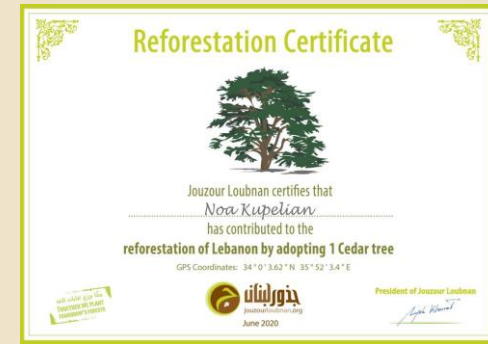 Reforestation Certificate
Jouzour Loubnan certifies that
Noa Kupelian
has contributed to the
reforestation of Lebanon by adopting 1 Cedar tree
GPS Coordinates: 34°0'3.62"N 35°52'3.4"E
TOGETHER WE PLANT
TOMORROW'S FORESTS
جذور لبنان
jouzourloubnan.org
June 2020
President of Jouzour Loubnan